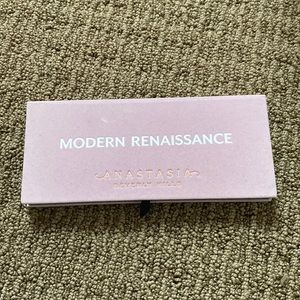 MODERN RENAISSANCE
ANASTASIA
BEVERLY HILLS